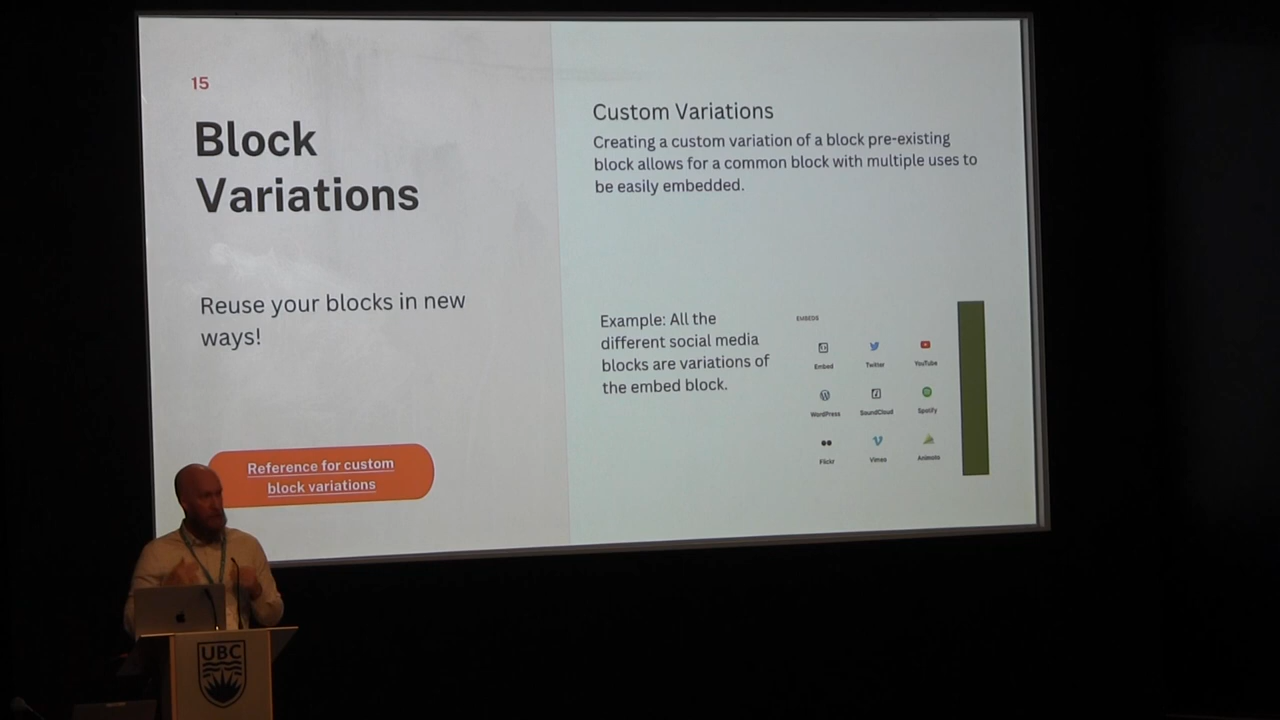 15
Block
Variations
Reuse your blocks in new
ways!
Reference for custom
block variations
Custom Variations
Creating a custom variation of a block pre-existing
block allows for a common block with multiple uses to
be easily embedded.
Example: All the
different social media
blocks are variations of
the embed block.
EMBEDS
Embed Twitter YouTube
WordPress SoundCloud Spotify
Flickr Vimeo Animoto
UBC